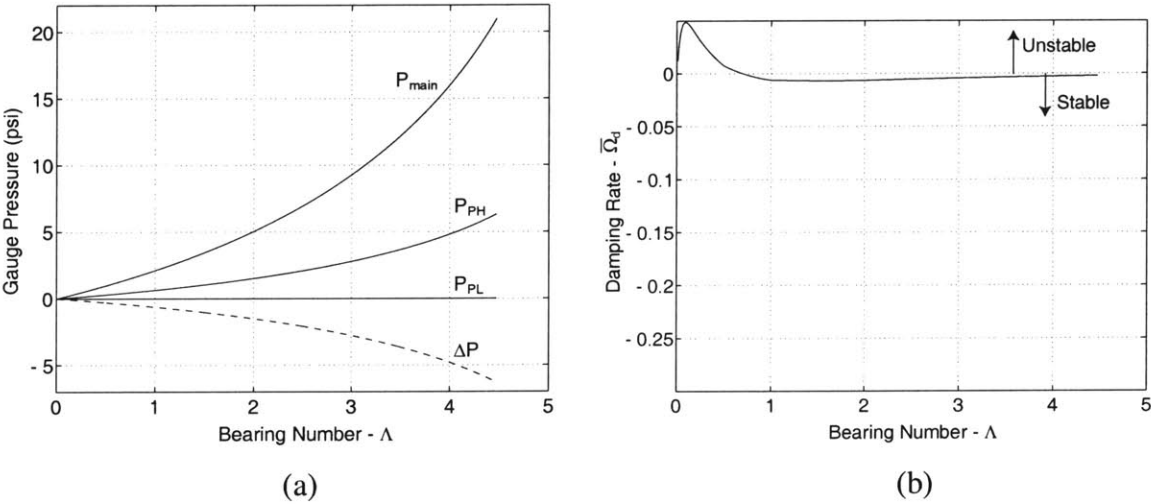 20
15
10
5
0
- 5
Gauge Pressure (psi)
P_main
P_PH
P_PL
ΔP
0 1 2 3 4 5
Bearing Number - Λ
(a)
0
- 0.05
- 0.1
- 0.15
- 0.2
- 0.25
Damping Rate - Ω̅_d
Unstable
Stable
0 1 2 3 4 5
Bearing Number - Λ
(b)